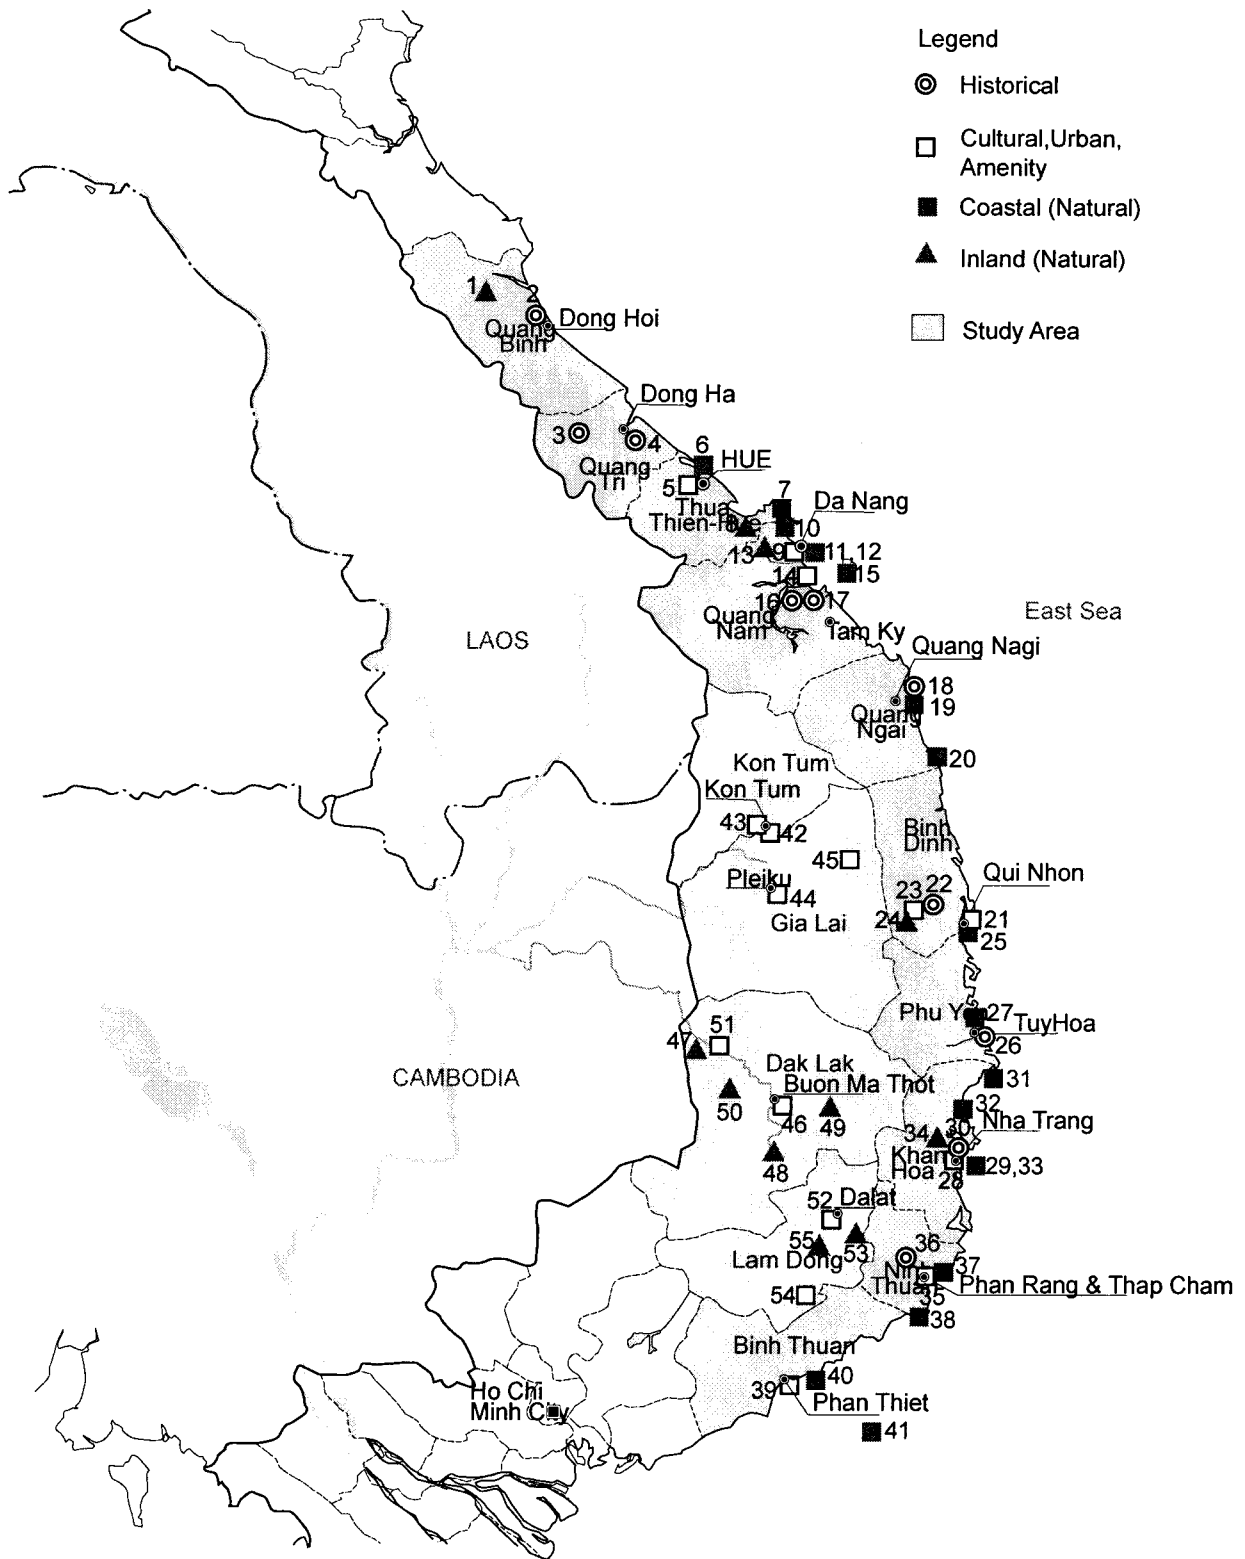 Legend
Historical
Cultural,Urban,
Amenity
Coastal (Natural)
Inland (Natural)
Study Area
1
2
Dong Hoi
Quang
Binh
Dong Ha
3
4
6
HUE
Quang
Tri
5
7
Da Nang
Thua
Thien-Hue
8
10
13
9
11,12
14
15
16
17
Quang
Nam
Tam Ky
East Sea
LAOS
Quang Nagi
18
19
Quang
Ngai
20
Kon Tum
Kon Tum
43
42
Binh
Dinh
45
Pleiku
44
Qui Nhon
23
22
24
21
Gia Lai
25
Phu Yen
27
TuyHoa
26
51
47
Dak Lak
CAMBODIA
Buon Ma Thot
31
50
46
49
32
Nha Trang
34
30
48
Khan
Hoa
29,33
28
52
Dalat
55
53
36
Lam Dong
Ninh
Thuan
37
Phan Rang & Thap Cham
35
54
38
Binh Thuan
40
39
Ho Chi
Minh City
Phan Thiet
41